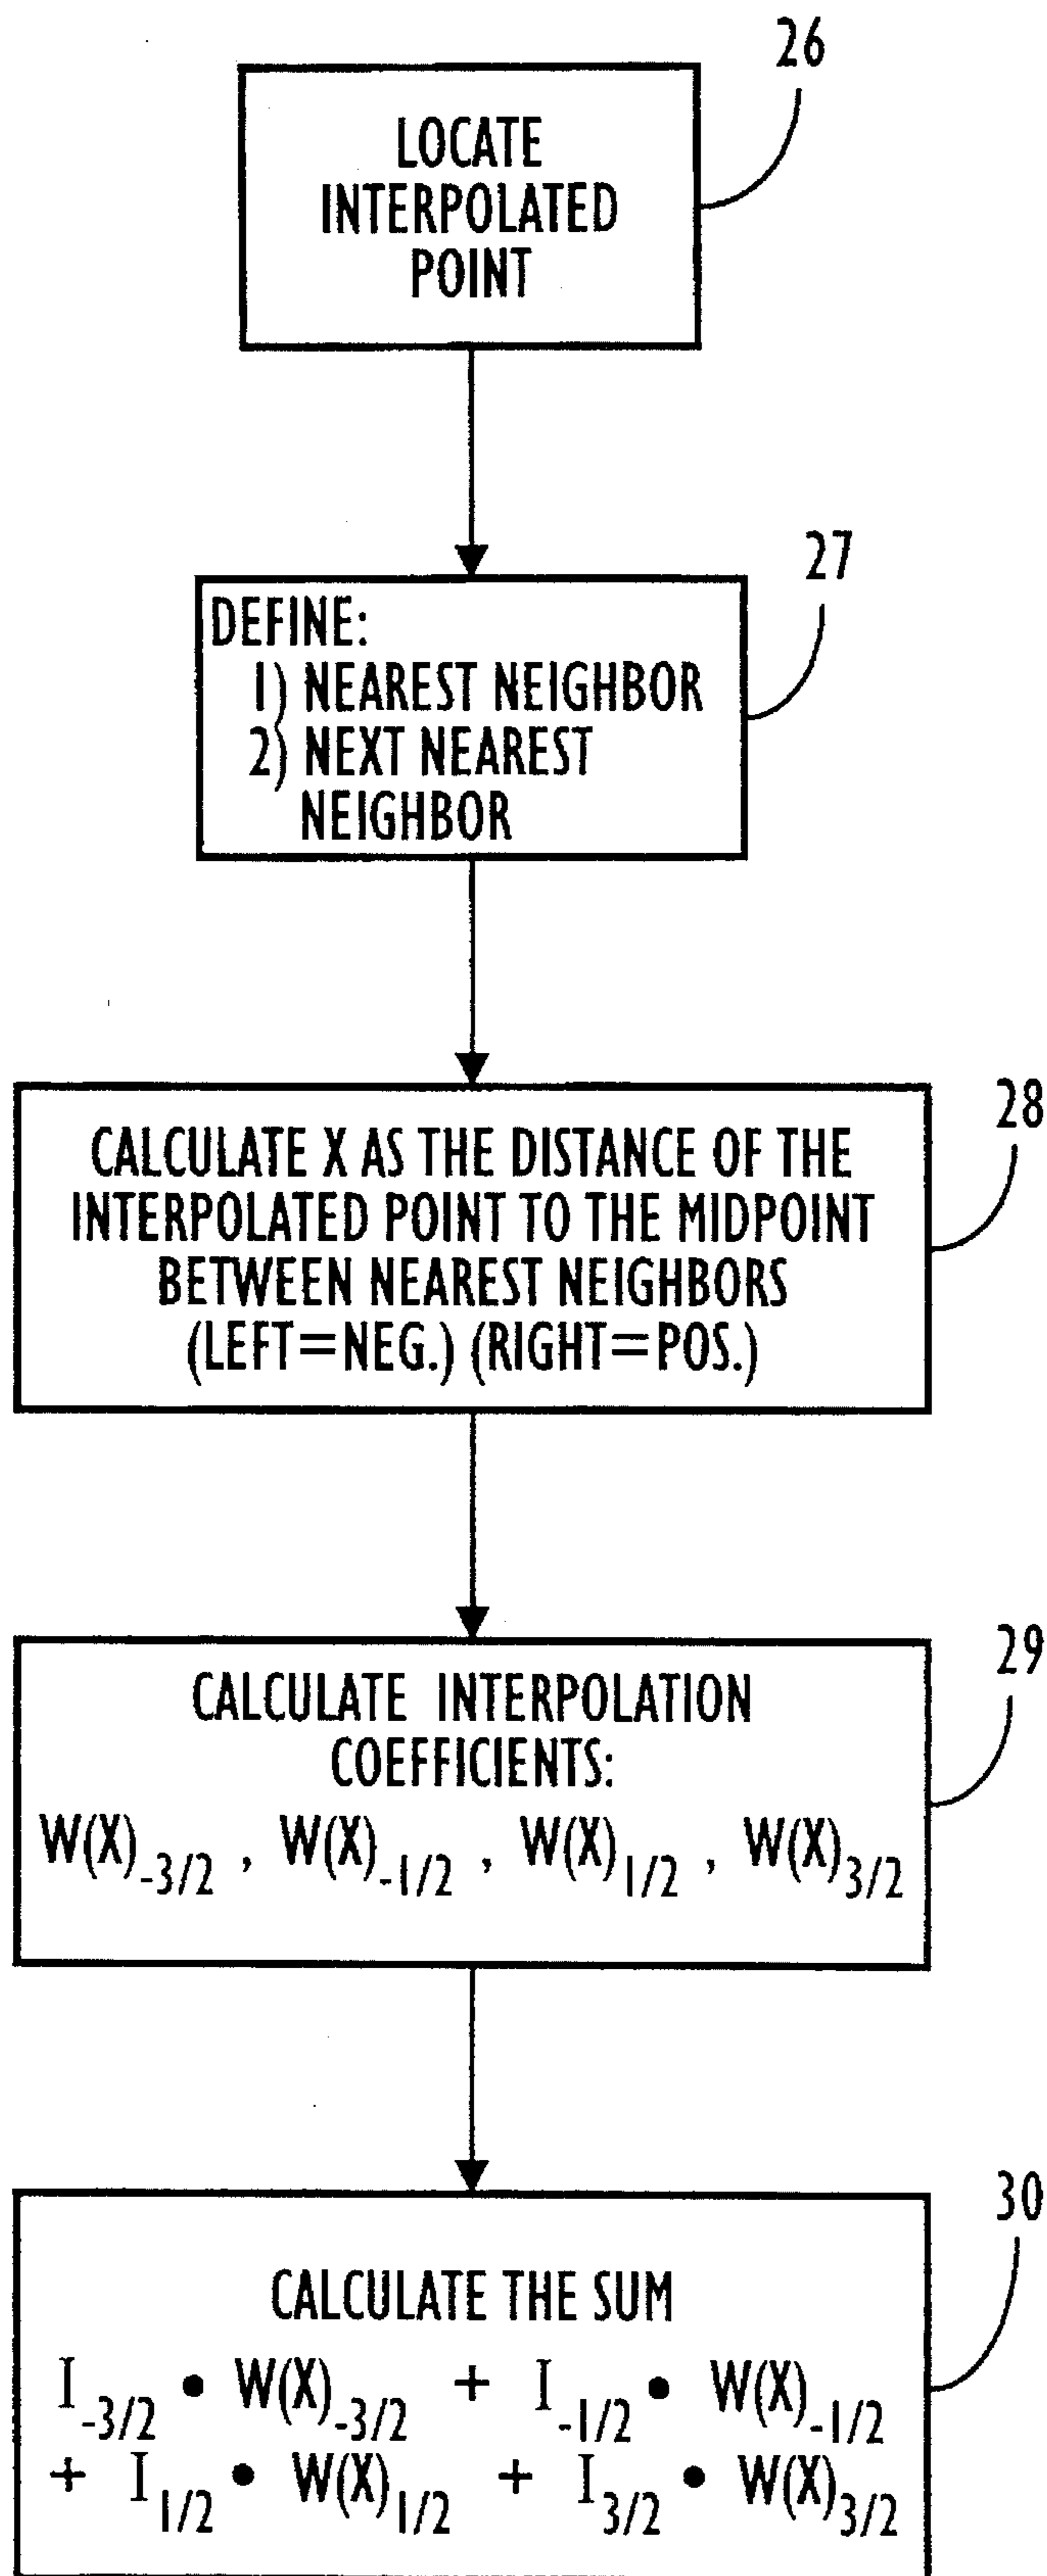 26
LOCATE
INTERPOLATED
POINT
27
DEFINE:
1) NEAREST NEIGHBOR
2) NEXT NEAREST
NEIGHBOR
28
CALCULATE X AS THE DISTANCE OF THE
INTERPOLATED POINT TO THE MIDPOINT
BETWEEN NEAREST NEIGHBORS
(LEFT=NEG.) (RIGHT=POS.)
29
CALCULATE INTERPOLATION
COEFFICIENTS:
W(X)-3/2 , W(X)-1/2 , W(X)1/2 , W(X)3/2
30
CALCULATE THE SUM
I-3/2 • W(X)-3/2 + I-1/2 • W(X)-1/2
+ I1/2 • W(X)1/2 + I3/2 • W(X)3/2